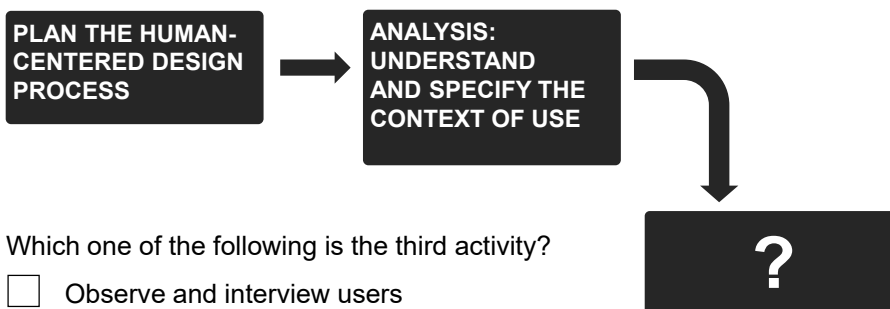 PLAN THE HUMAN-
CENTERED DESIGN
PROCESS
ANALYSIS:
UNDERSTAND
AND SPECIFY THE
CONTEXT OF USE
?
Which one of the following is the third activity?
Observe and interview users